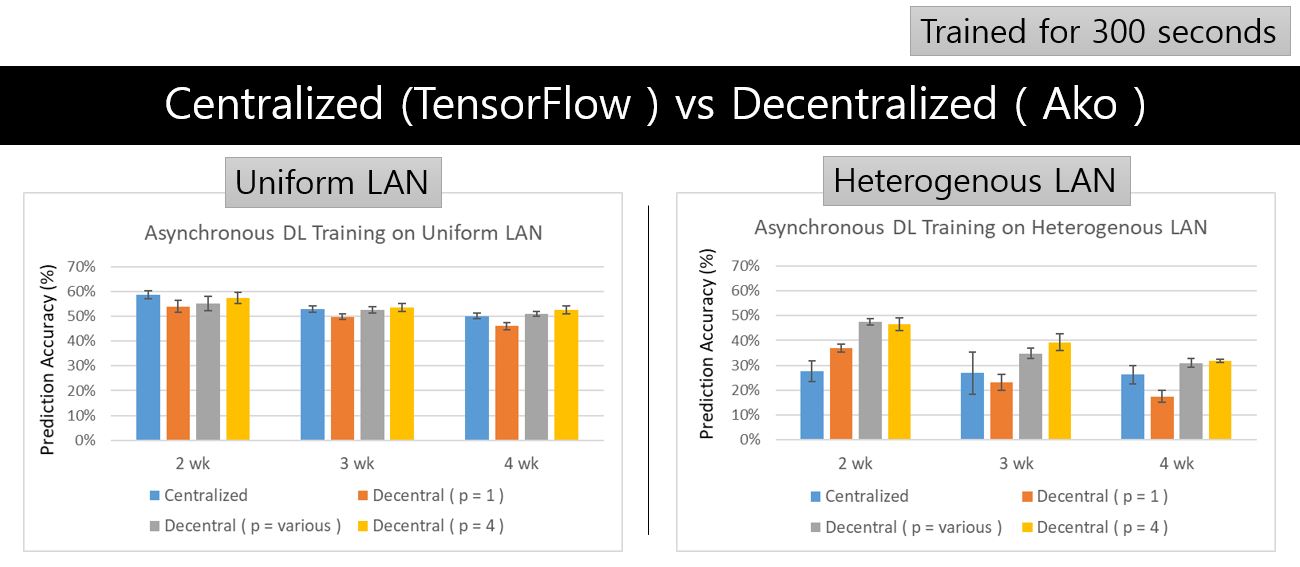 Trained for 300 seconds
Centralized (TensorFlow ) vs Decentralized ( Ako )
Uniform LAN
Asynchronous DL Training on Uniform LAN
Prediction Accuracy (%)
70%
60%
50%
40%
30%
20%
10%
0%
2 wk 3 wk 4 wk
Centralized Decentral ( p = 1 )
Decentral ( p = various ) Decentral ( p = 4 )
Heterogenous LAN
Asynchronous DL Training on Heterogenous LAN
Prediction Accuracy (%)
70%
60%
50%
40%
30%
20%
10%
0%
2 wk 3 wk 4 wk
Centralized Decentral ( p = 1 )
Decentral ( p = various ) Decentral ( p = 4 )